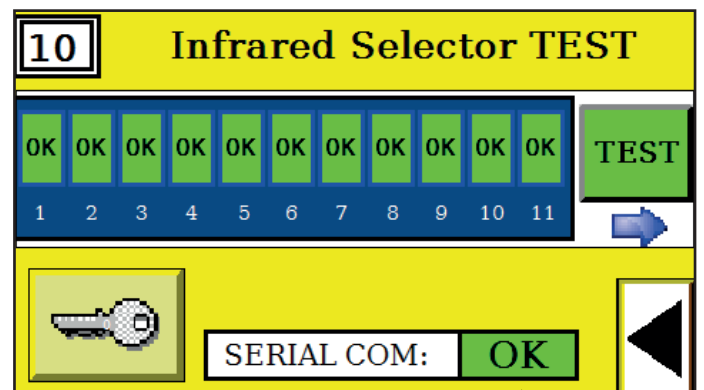 10 Infrared Selector TEST
OK OK OK OK OK OK OK OK OK OK OK TEST
1 2 3 4 5 6 7 8 9 10 11
SERIAL COM: OK